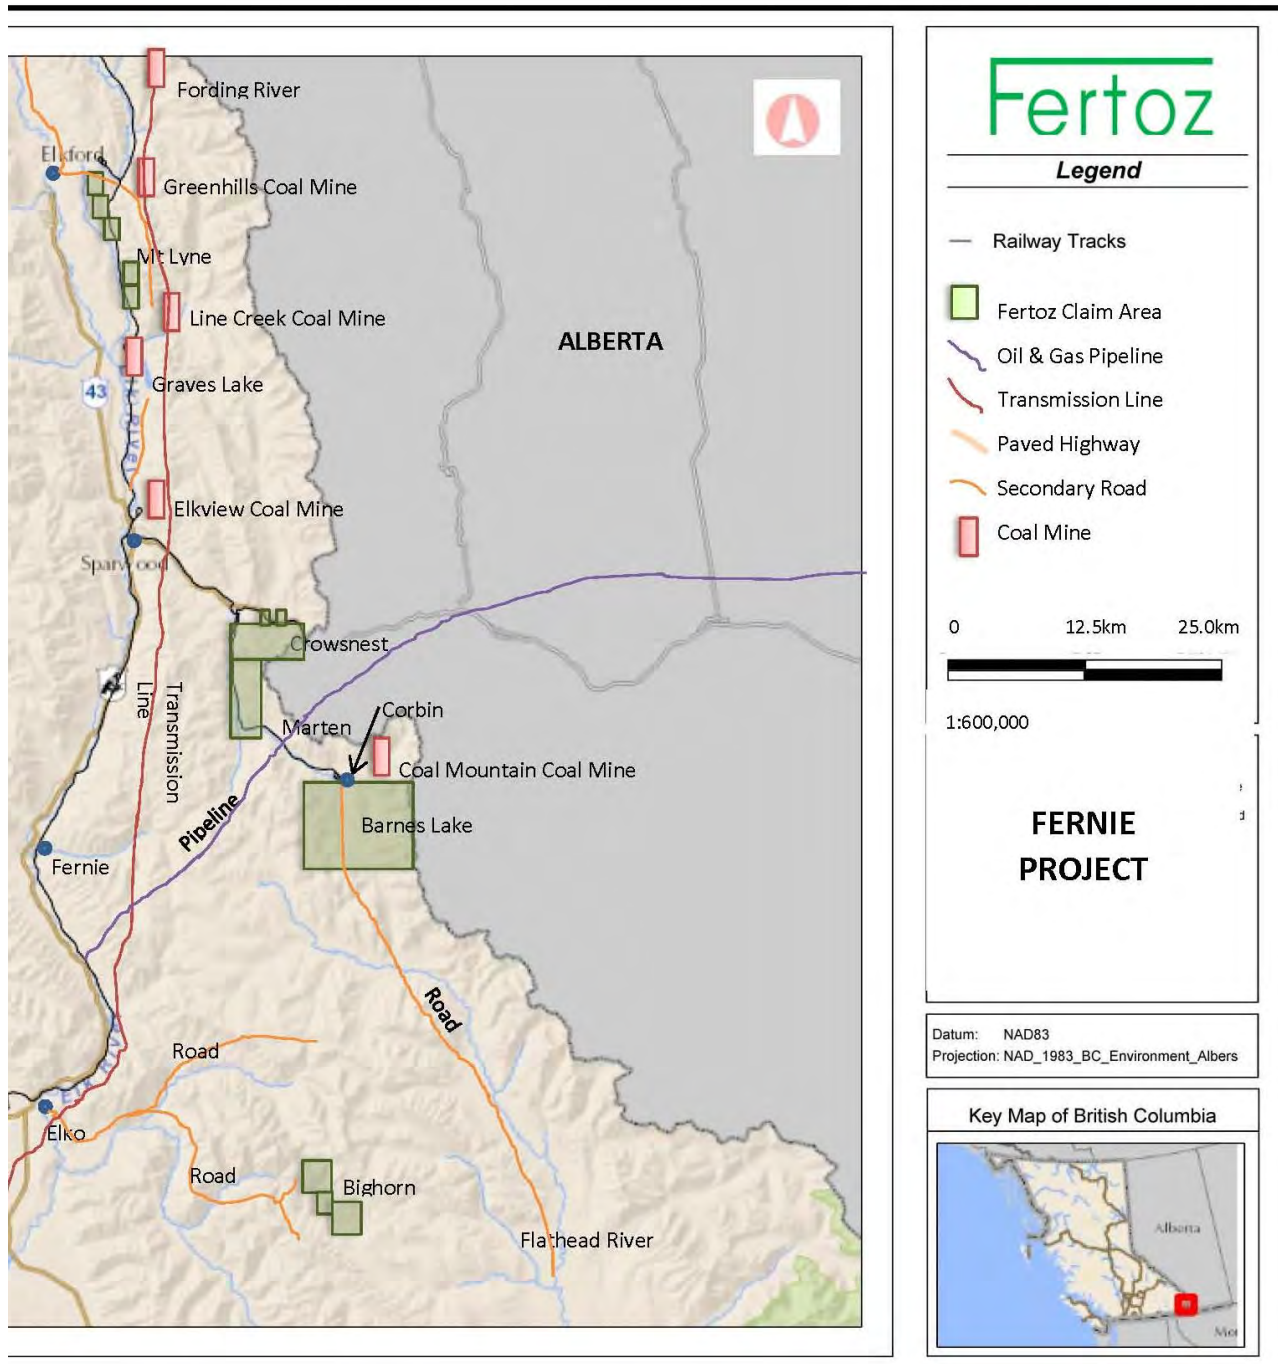 Fording River
Elkford
Greenhills Coal Mine
Mt Lyne
Line Creek Coal Mine
Graves Lake
43
Elkview Coal Mine
Sparwood
ALBERTA
Crowsnest
Transmission
Line
Marten
Corbin
Coal Mountain Coal Mine
Pipeline
Barnes Lake
Fernie
Road
Road
Elk River
Elko
Road
Bighorn
Flathead River
Fertoz
Legend
Railway Tracks
Fertoz Claim Area
Oil & Gas Pipeline
Transmission Line
Paved Highway
Secondary Road
Coal Mine
0 12.5km 25.0km
1:600,000
FERNIE
PROJECT
Datum: NAD83
Projection: NAD_1983_BC_Environment_Albers
Key Map of British Columbia
Alberta